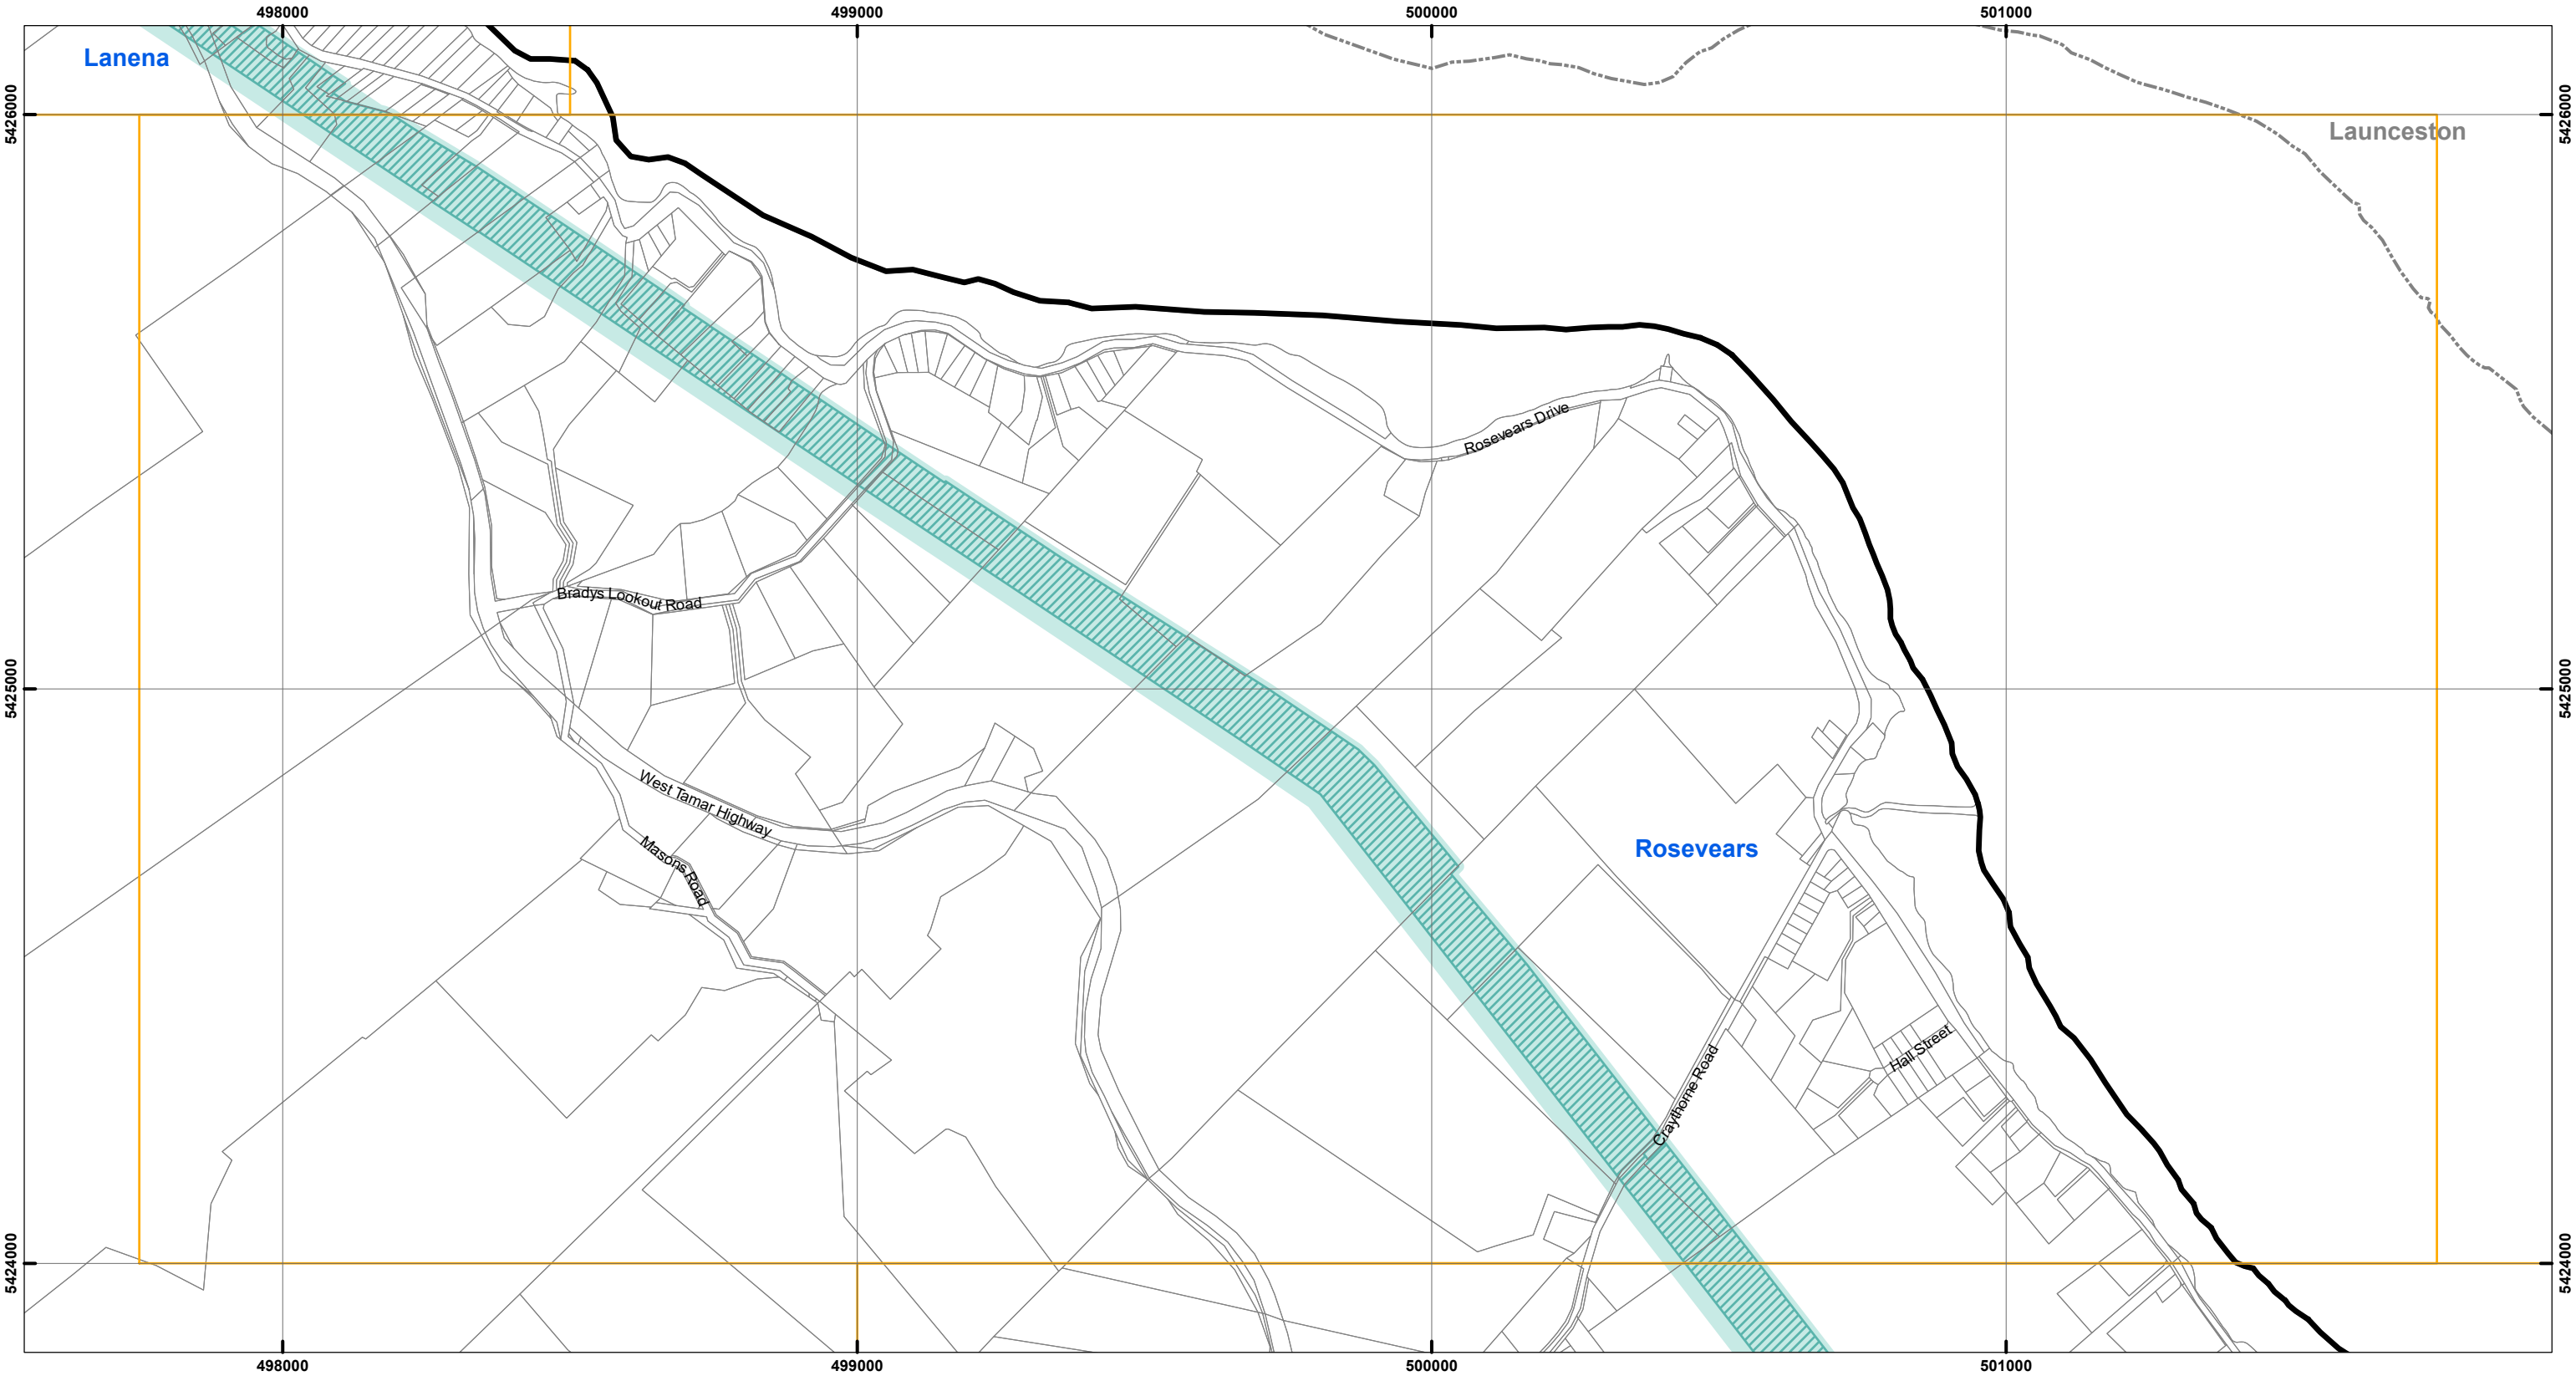 498000
499000
500000
501000
Lanena
5426000
5426000
Launceston
Rosevears Drive
Bradys Lookout Road
5425000
5425000
West Tamar Highway
Masons Road
Rosevears
Hall Street
Craythorne Road
5424000
5424000
498000
499000
500000
501000